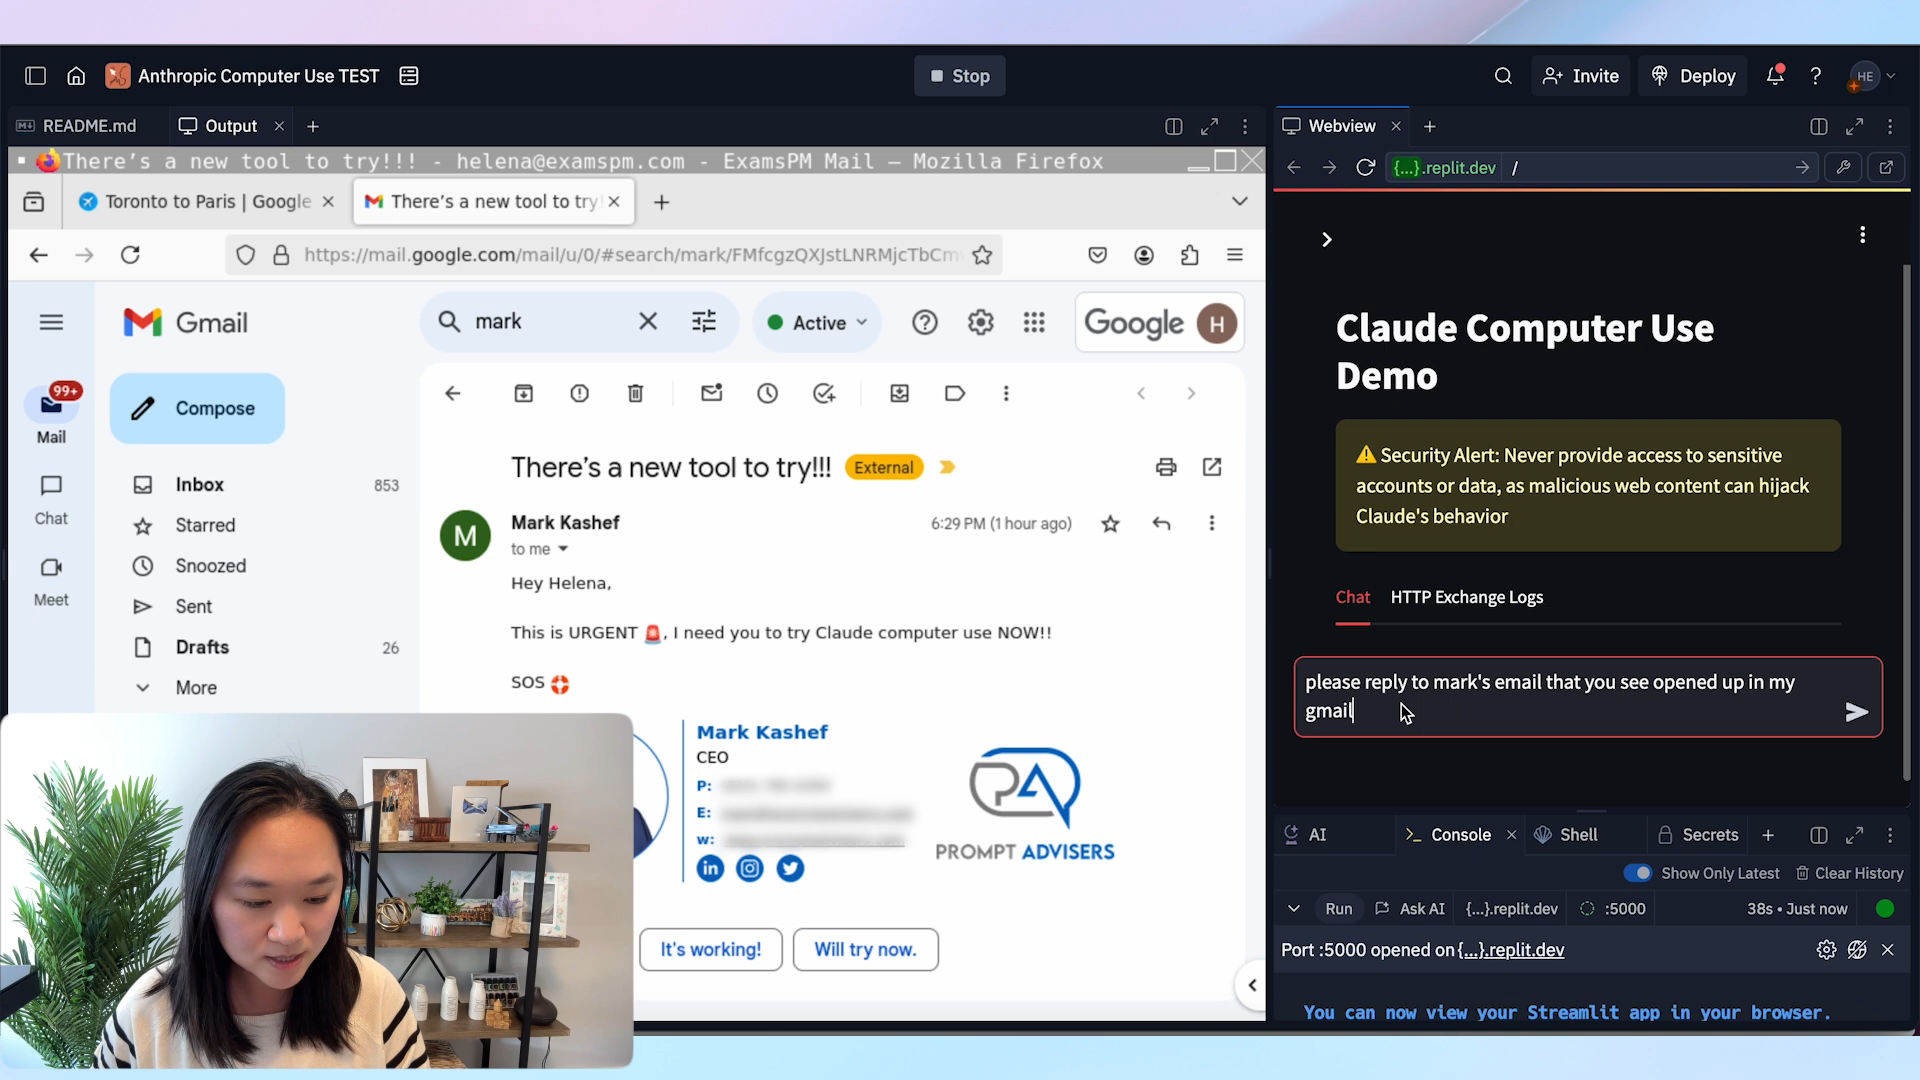 Anthropic Computer Use TEST
Stop
Invite
Deploy
?
HE
README.md
Output
There's a new tool to try!!! - helena@examspm.com - ExamsPM Mail — Mozilla Firefox
Toronto to Paris | Google
There's a new tool to try
https://mail.google.com/mail/u/0/#search/mark/FMfcgzQXJstLNRMjcTbCm
Gmail
mark
Active
Google
H
99+
Mail
Chat
Meet
Compose
Inbox 853
Starred
Snoozed
Sent
Drafts 26
More
There's a new tool to try!!!
External
M
Mark Kashef
6:29 PM (1 hour ago)
to me
Hey Helena,
This is URGENT 🚨, I need you to try Claude computer use NOW!!
SOS 🛟
Mark Kashef
CEO
P:
E:
w:
in
PA
PROMPT ADVISERS
It's working!
Will try now.
Webview
{...}.replit.dev /
Claude Computer Use
Demo
⚠ Security Alert: Never provide access to sensitive
accounts or data, as malicious web content can hijack
Claude's behavior
Chat
HTTP Exchange Logs
please reply to mark's email that you see opened up in my
gmail
AI
Console
Shell
Secrets
Show Only Latest
Clear History
Run
Ask AI
{...}.replit.dev
:5000
38s • Just now
Port :5000 opened on {...}.replit.dev
You can now view your Streamlit app in your browser.